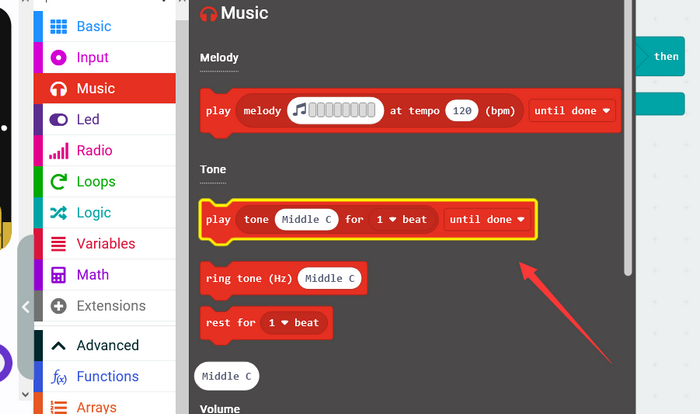 Basic
Input
Music
Led
Radio
Loops
Logic
Variables
Math
Extensions
Advanced
f(x) Functions
Arrays
Music
Melody
play melody at tempo 120 (bpm) until done
Tone
play tone Middle C for 1 beat until done
ring tone (Hz) Middle C
rest for 1 beat
Middle C
Volume
then